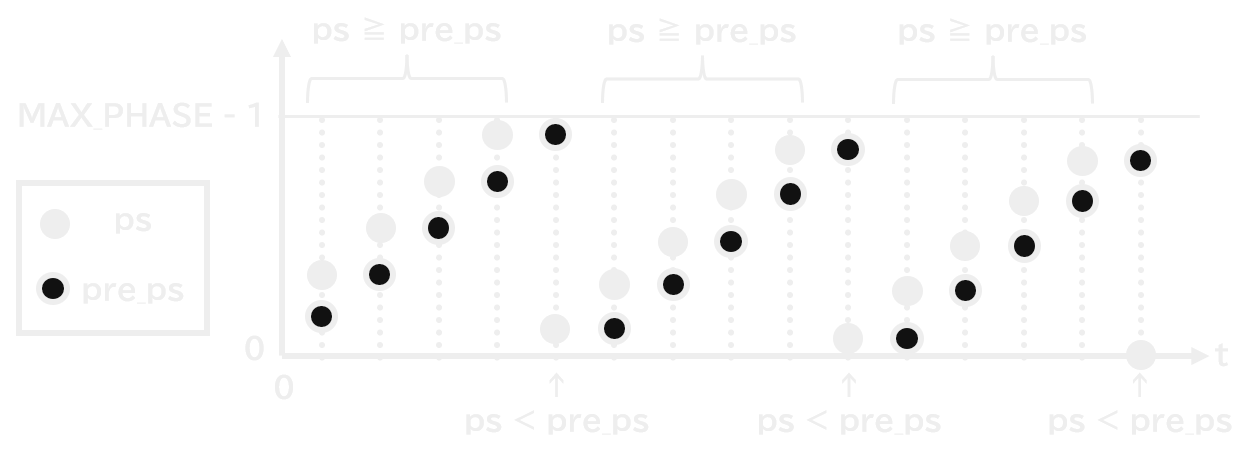 ps ≧ pre_ps
ps ≧ pre_ps
ps ≧ pre_ps
MAX_PHASE - 1
ps
pre_ps
0
t
0
ps < pre_ps
ps < pre_ps
ps < pre_ps